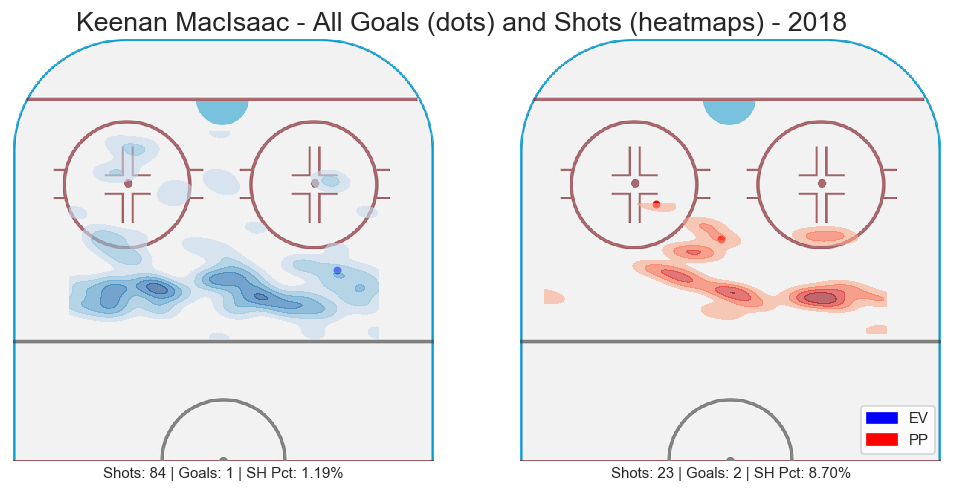 Keenan MacIsaac - All Goals (dots) and Shots (heatmaps) - 2018
EV
PP
Shots: 84 | Goals: 1 | SH Pct: 1.19%
Shots: 23 | Goals: 2 | SH Pct: 8.70%